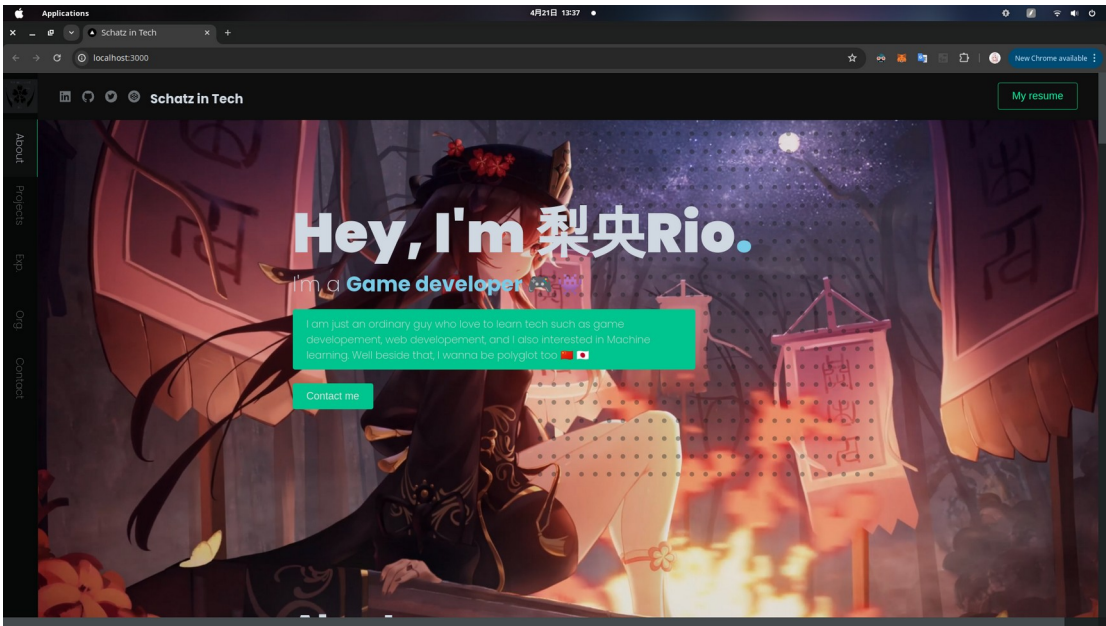 Applications
4月21日 13:37
Schatz in Tech
localhost:3000
New Chrome available
Schatz in Tech
My resume
About
Projects
Exp.
Org.
Contact
Hey, I'm 梨央Rio.
I'm a Game developer 🎮 👾
I am just an ordinary guy who love to learn tech such as game
developement, web developement, and I also interested in Machine
learning. Well beside that, I wanna be polyglot too 🇨🇳 🇯🇵
Contact me